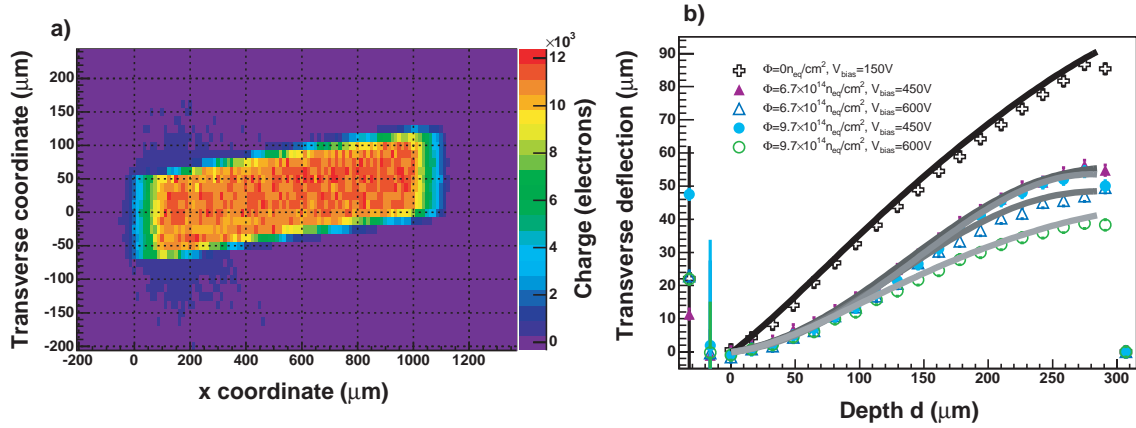 a)
×10³
Transverse coordinate (μm)
200
150
100
50
0
-50
-100
-150
-200
-200 0 200 400 600 800 1000 1200
x coordinate (μm)
12
10
8
6
4
2
0
Charge (electrons)
b)
Transverse deflection (μm)
90
80
70
60
50
40
30
20
10
0
Φ=0n_eq/cm², V_bias=150V
Φ=6.7×10¹⁴n_eq/cm², V_bias=450V
Φ=6.7×10¹⁴n_eq/cm², V_bias=600V
Φ=9.7×10¹⁴n_eq/cm², V_bias=450V
Φ=9.7×10¹⁴n_eq/cm², V_bias=600V
0 50 100 150 200 250 300
Depth d (μm)